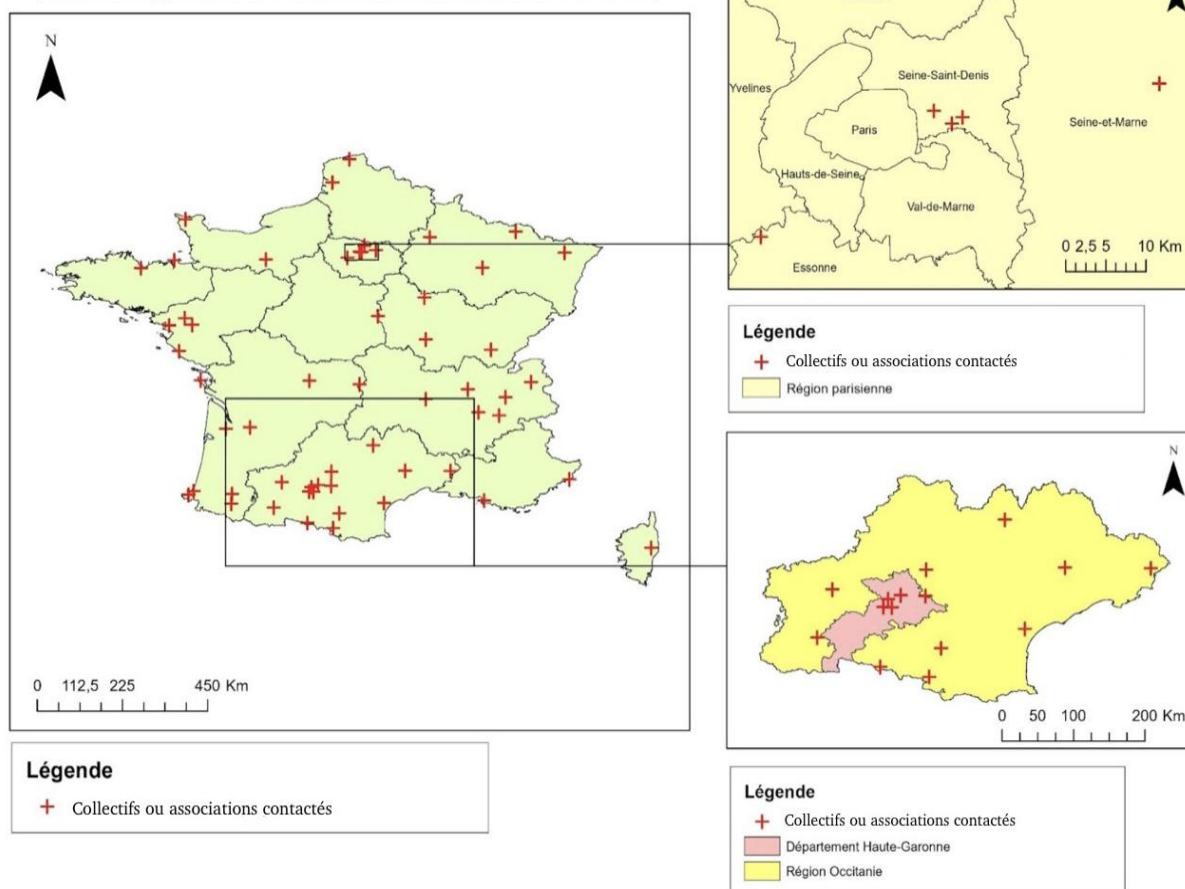 N
0 112,5 225 450 Km
Légende
Collectifs ou associations contactés
Seine-Saint-Denis
Yvelines
Paris
Seine-et-Marne
Hauts-de-Seine
Val-de-Marne
Essonne
0 2,5 5 10 Km
Légende
Collectifs ou associations contactés
Région parisienne
N
0 50 100 200 Km
Légende
Collectifs ou associations contactés
Département Haute-Garonne
Région Occitanie